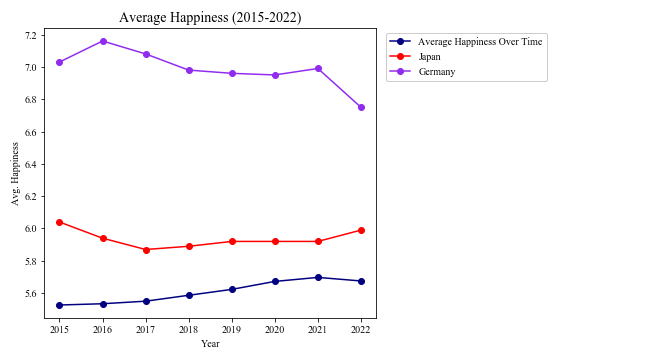 Average Happiness (2015-2022)
Average Happiness Over Time
Japan
Germany
Avg. Happiness
7.2
7.0
6.8
6.6
6.4
6.2
6.0
5.8
5.6
2015 2016 2017 2018 2019 2020 2021 2022
Year